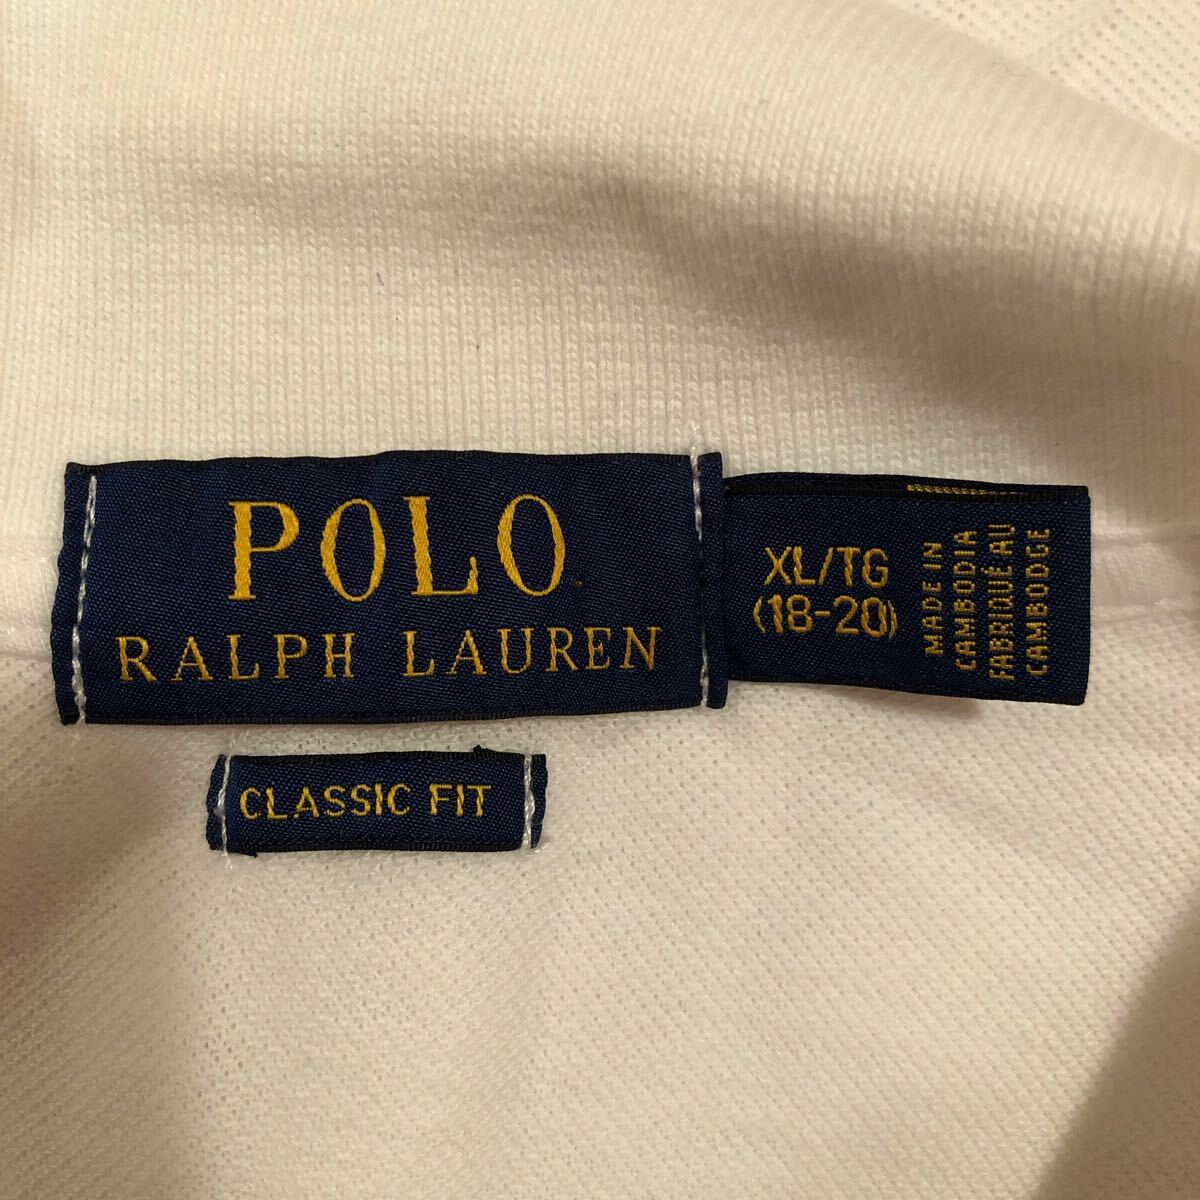 POLO
RALPH LAUREN
CLASSIC FIT
XL/TG
(18-20)
MADE IN
CAMBODIA
FABRIQUÉ AU
CAMBODGE